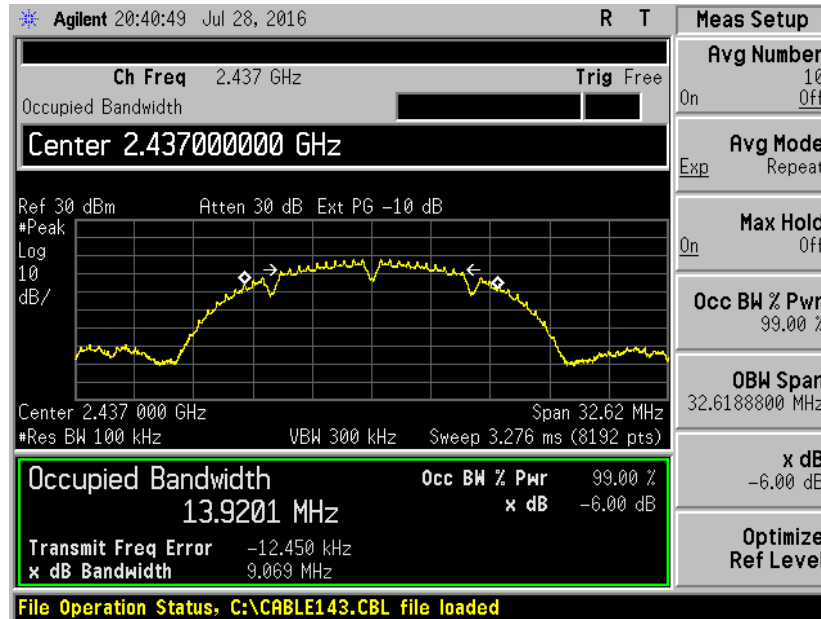 Agilent 20:40:49 Jul 28, 2016 R T
Meas Setup
Ch Freq 2.437 GHz Trig Free
Occupied Bandwidth
Center 2.437000000 GHz
Ref 30 dBm Atten 30 dB Ext PG -10 dB
#Peak
Log
10
dB/
Center 2.437 000 GHz Span 32.62 MHz
#Res BW 100 kHz VBW 300 kHz Sweep 3.276 ms (8192 pts)
Occupied Bandwidth
13.9201 MHz
Occ BW % Pwr 99.00 %
x dB -6.00 dB
Transmit Freq Error -12.450 kHz
x dB Bandwidth 9.069 MHz
File Operation Status, C:\CABLE143.CBL file loaded
Avg Number
10
On Off
Avg Mode
Exp Repeat
Max Hold
On Off
Occ BW % Pwr
99.00 %
OBW Span
32.6188800 MHz
x dB
-6.00 dB
Optimize
Ref Level